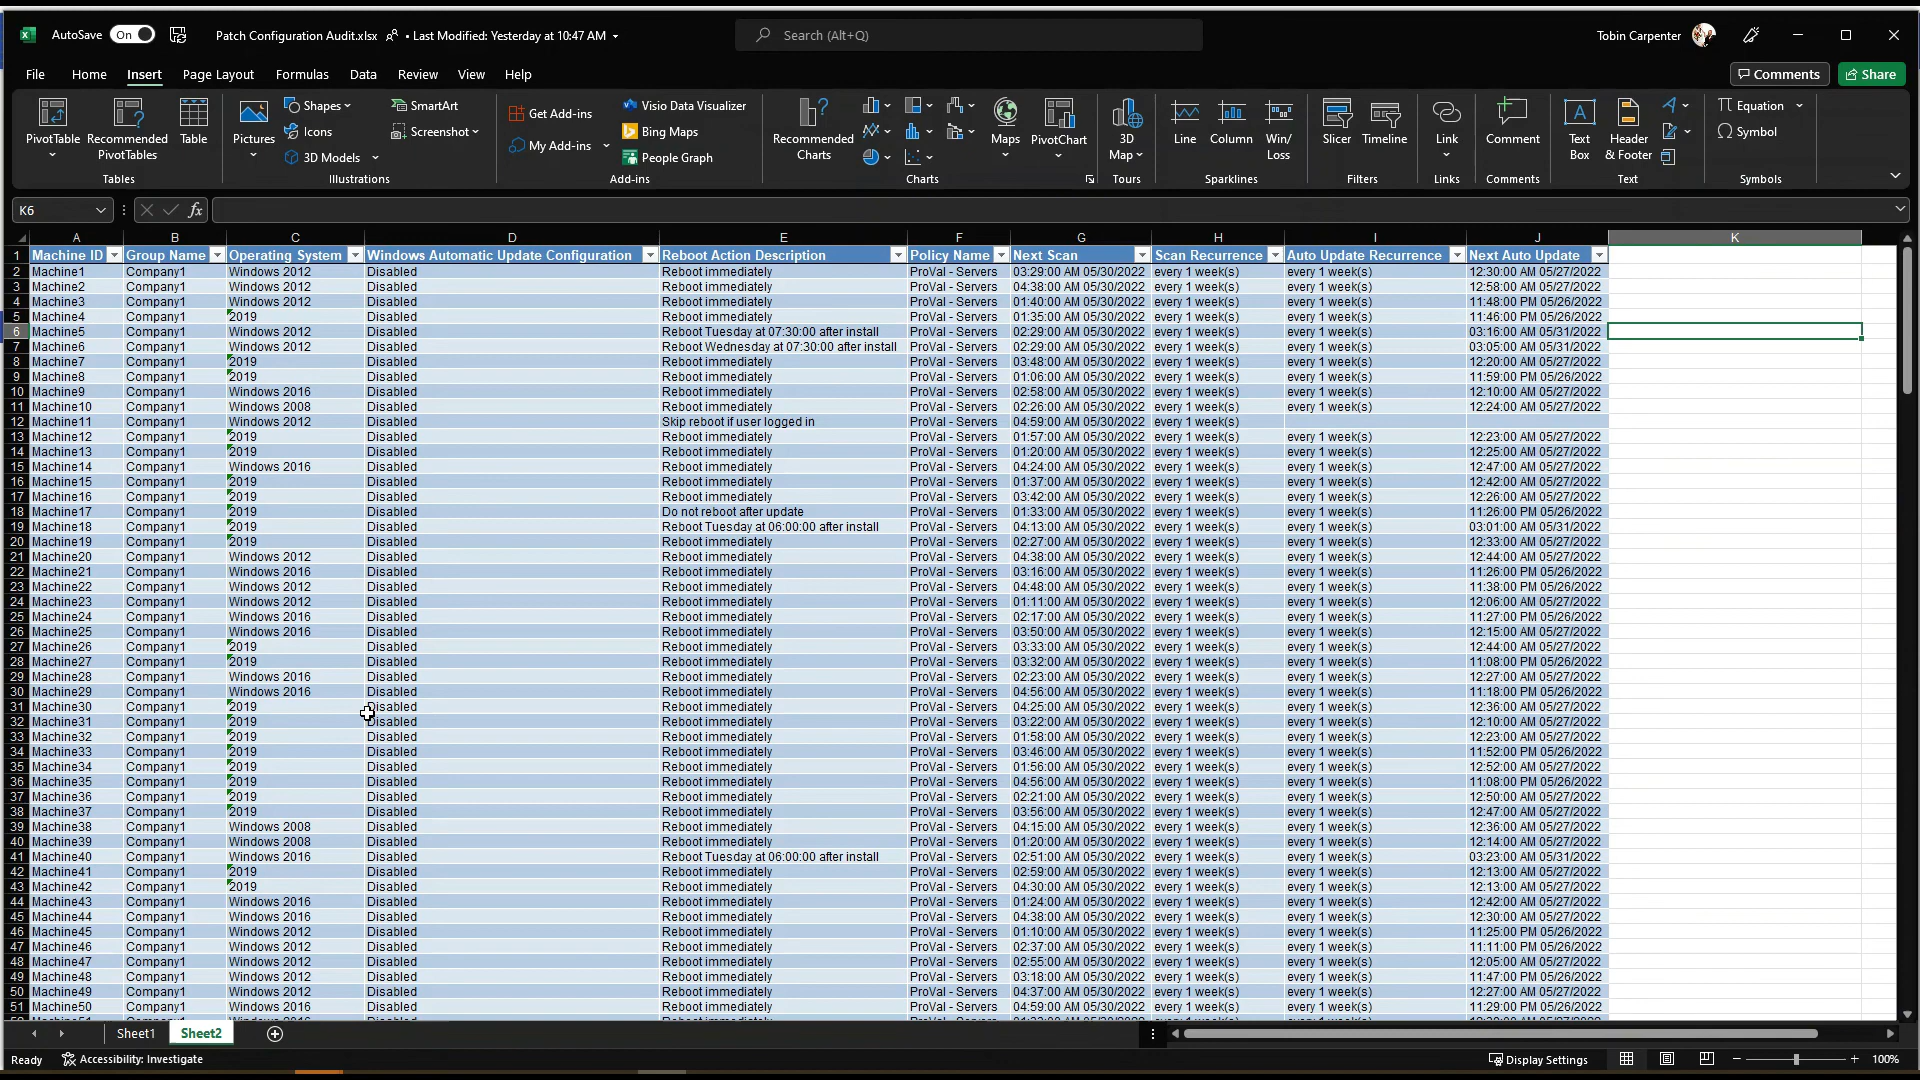 AutoSave On Patch Configuration Audit.xlsx • Last Modified: Yesterday at 10:47 AM Search (Alt+Q) Tobin Carpenter
File Home Insert Page Layout Formulas Data Review View Help Comments Share
PivotTable Recommended PivotTables Table Pictures Shapes Icons 3D Models SmartArt Screenshot Get Add-ins My Add-ins Visio Data Visualizer Bing Maps People Graph Recommended Charts Maps PivotChart 3D Map Line Column Win/Loss Slicer Timeline Link Comment Text Box Header & Footer Equation Symbol
Tables Illustrations Add-ins Charts Tours Sparklines Filters Links Comments Text Symbols
K6 fx
A B C D E F G H I J K
1 Machine ID Group Name Operating System Windows Automatic Update Configuration Reboot Action Description Policy Name Next Scan Scan Recurrence Auto Update Recurrence Next Auto Update
2 Machine1 Company1 Windows 2012 Disabled Reboot immediately ProVal - Servers 03:29:00 AM 05/30/2022 every 1 week(s) every 1 week(s) 12:30:00 AM 05/27/2022
3 Machine2 Company1 Windows 2012 Disabled Reboot immediately ProVal - Servers 04:38:00 AM 05/30/2022 every 1 week(s) every 1 week(s) 12:58:00 AM 05/27/2022
4 Machine3 Company1 Windows 2012 Disabled Reboot immediately ProVal - Servers 01:40:00 AM 05/30/2022 every 1 week(s) every 1 week(s) 11:48:00 PM 05/26/2022
5 Machine4 Company1 2019 Disabled Reboot immediately ProVal - Servers 01:35:00 AM 05/30/2022 every 1 week(s) every 1 week(s) 11:46:00 PM 05/26/2022
6 Machine5 Company1 Windows 2012 Disabled Reboot Tuesday at 07:30:00 after install ProVal - Servers 02:29:00 AM 05/30/2022 every 1 week(s) every 1 week(s) 03:16:00 AM 05/31/2022
7 Machine6 Company1 Windows 2012 Disabled Reboot Wednesday at 07:30:00 after install ProVal - Servers 02:29:00 AM 05/30/2022 every 1 week(s) every 1 week(s) 03:05:00 AM 05/31/2022
8 Machine7 Company1 2019 Disabled Reboot immediately ProVal - Servers 03:48:00 AM 05/30/2022 every 1 week(s) every 1 week(s) 12:20:00 AM 05/27/2022
9 Machine8 Company1 2019 Disabled Reboot immediately ProVal - Servers 01:06:00 AM 05/30/2022 every 1 week(s) every 1 week(s) 11:59:00 PM 05/26/2022
10 Machine9 Company1 Windows 2016 Disabled Reboot immediately ProVal - Servers 02:58:00 AM 05/30/2022 every 1 week(s) every 1 week(s) 12:10:00 AM 05/27/2022
11 Machine10 Company1 Windows 2008 Disabled Reboot immediately ProVal - Servers 02:26:00 AM 05/30/2022 every 1 week(s) every 1 week(s) 12:24:00 AM 05/27/2022
12 Machine11 Company1 Windows 2012 Disabled Skip reboot if user logged in ProVal - Servers 04:59:00 AM 05/30/2022 every 1 week(s)
13 Machine12 Company1 2019 Disabled Reboot immediately ProVal - Servers 01:57:00 AM 05/30/2022 every 1 week(s) every 1 week(s) 12:23:00 AM 05/27/2022
14 Machine13 Company1 2019 Disabled Reboot immediately ProVal - Servers 01:20:00 AM 05/30/2022 every 1 week(s) every 1 week(s) 12:25:00 AM 05/27/2022
15 Machine14 Company1 Windows 2016 Disabled Reboot immediately ProVal - Servers 04:24:00 AM 05/30/2022 every 1 week(s) every 1 week(s) 12:47:00 AM 05/27/2022
16 Machine15 Company1 2019 Disabled Reboot immediately ProVal - Servers 01:37:00 AM 05/30/2022 every 1 week(s) every 1 week(s) 12:42:00 AM 05/27/2022
17 Machine16 Company1 2019 Disabled Reboot immediately ProVal - Servers 03:42:00 AM 05/30/2022 every 1 week(s) every 1 week(s) 12:26:00 AM 05/27/2022
18 Machine17 Company1 2019 Disabled Do not reboot after update ProVal - Servers 01:33:00 AM 05/30/2022 every 1 week(s) every 1 week(s) 11:26:00 PM 05/26/2022
19 Machine18 Company1 2019 Disabled Reboot Tuesday at 06:00:00 after install ProVal - Servers 04:13:00 AM 05/30/2022 every 1 week(s) every 1 week(s) 03:01:00 AM 05/31/2022
20 Machine19 Company1 2019 Disabled Reboot immediately ProVal - Servers 02:27:00 AM 05/30/2022 every 1 week(s) every 1 week(s) 12:33:00 AM 05/27/2022
21 Machine20 Company1 Windows 2012 Disabled Reboot immediately ProVal - Servers 04:38:00 AM 05/30/2022 every 1 week(s) every 1 week(s) 12:44:00 AM 05/27/2022
22 Machine21 Company1 Windows 2016 Disabled Reboot immediately ProVal - Servers 03:16:00 AM 05/30/2022 every 1 week(s) every 1 week(s) 11:26:00 PM 05/26/2022
23 Machine22 Company1 Windows 2012 Disabled Reboot immediately ProVal - Servers 04:48:00 AM 05/30/2022 every 1 week(s) every 1 week(s) 11:38:00 PM 05/26/2022
24 Machine23 Company1 Windows 2012 Disabled Reboot immediately ProVal - Servers 01:11:00 AM 05/30/2022 every 1 week(s) every 1 week(s) 12:06:00 AM 05/27/2022
25 Machine24 Company1 Windows 2016 Disabled Reboot immediately ProVal - Servers 02:17:00 AM 05/30/2022 every 1 week(s) every 1 week(s) 11:27:00 PM 05/26/2022
26 Machine25 Company1 Windows 2016 Disabled Reboot immediately ProVal - Servers 03:50:00 AM 05/30/2022 every 1 week(s) every 1 week(s) 12:15:00 AM 05/27/2022
27 Machine26 Company1 2019 Disabled Reboot immediately ProVal - Servers 03:33:00 AM 05/30/2022 every 1 week(s) every 1 week(s) 12:44:00 AM 05/27/2022
28 Machine27 Company1 2019 Disabled Reboot immediately ProVal - Servers 03:32:00 AM 05/30/2022 every 1 week(s) every 1 week(s) 11:08:00 PM 05/26/2022
29 Machine28 Company1 Windows 2016 Disabled Reboot immediately ProVal - Servers 02:23:00 AM 05/30/2022 every 1 week(s) every 1 week(s) 12:27:00 AM 05/27/2022
30 Machine29 Company1 Windows 2016 Disabled Reboot immediately ProVal - Servers 04:56:00 AM 05/30/2022 every 1 week(s) every 1 week(s) 11:18:00 PM 05/26/2022
31 Machine30 Company1 2019 Disabled Reboot immediately ProVal - Servers 04:25:00 AM 05/30/2022 every 1 week(s) every 1 week(s) 12:36:00 AM 05/27/2022
32 Machine31 Company1 2019 Disabled Reboot immediately ProVal - Servers 03:22:00 AM 05/30/2022 every 1 week(s) every 1 week(s) 12:10:00 AM 05/27/2022
33 Machine32 Company1 2019 Disabled Reboot immediately ProVal - Servers 01:58:00 AM 05/30/2022 every 1 week(s) every 1 week(s) 12:23:00 AM 05/27/2022
34 Machine33 Company1 2019 Disabled Reboot immediately ProVal - Servers 03:46:00 AM 05/30/2022 every 1 week(s) every 1 week(s) 11:52:00 PM 05/26/2022
35 Machine34 Company1 2019 Disabled Reboot immediately ProVal - Servers 01:56:00 AM 05/30/2022 every 1 week(s) every 1 week(s) 12:52:00 AM 05/27/2022
36 Machine35 Company1 2019 Disabled Reboot immediately ProVal - Servers 04:56:00 AM 05/30/2022 every 1 week(s) every 1 week(s) 11:08:00 PM 05/26/2022
37 Machine36 Company1 2019 Disabled Reboot immediately ProVal - Servers 02:21:00 AM 05/30/2022 every 1 week(s) every 1 week(s) 12:50:00 AM 05/27/2022
38 Machine37 Company1 2019 Disabled Reboot immediately ProVal - Servers 03:56:00 AM 05/30/2022 every 1 week(s) every 1 week(s) 12:47:00 AM 05/27/2022
39 Machine38 Company1 Windows 2008 Disabled Reboot immediately ProVal - Servers 04:15:00 AM 05/30/2022 every 1 week(s) every 1 week(s) 12:36:00 AM 05/27/2022
40 Machine39 Company1 Windows 2008 Disabled Reboot immediately ProVal - Servers 01:20:00 AM 05/30/2022 every 1 week(s) every 1 week(s) 12:14:00 AM 05/27/2022
41 Machine40 Company1 Windows 2016 Disabled Reboot Tuesday at 06:00:00 after install ProVal - Servers 02:51:00 AM 05/30/2022 every 1 week(s) every 1 week(s) 03:23:00 AM 05/31/2022
42 Machine41 Company1 2019 Disabled Reboot immediately ProVal - Servers 02:59:00 AM 05/30/2022 every 1 week(s) every 1 week(s) 12:13:00 AM 05/27/2022
43 Machine42 Company1 2019 Disabled Reboot immediately ProVal - Servers 04:30:00 AM 05/30/2022 every 1 week(s) every 1 week(s) 12:13:00 AM 05/27/2022
44 Machine43 Company1 Windows 2016 Disabled Reboot immediately ProVal - Servers 01:24:00 AM 05/30/2022 every 1 week(s) every 1 week(s) 12:42:00 AM 05/27/2022
45 Machine44 Company1 Windows 2016 Disabled Reboot immediately ProVal - Servers 04:38:00 AM 05/30/2022 every 1 week(s) every 1 week(s) 12:30:00 AM 05/27/2022
46 Machine45 Company1 Windows 2012 Disabled Reboot immediately ProVal - Servers 01:10:00 AM 05/30/2022 every 1 week(s) every 1 week(s) 11:25:00 PM 05/26/2022
47 Machine46 Company1 Windows 2012 Disabled Reboot immediately ProVal - Servers 02:37:00 AM 05/30/2022 every 1 week(s) every 1 week(s) 11:11:00 PM 05/26/2022
48 Machine47 Company1 Windows 2012 Disabled Reboot immediately ProVal - Servers 02:55:00 AM 05/30/2022 every 1 week(s) every 1 week(s) 12:05:00 AM 05/27/2022
49 Machine48 Company1 Windows 2012 Disabled Reboot immediately ProVal - Servers 03:18:00 AM 05/30/2022 every 1 week(s) every 1 week(s) 11:47:00 PM 05/26/2022
50 Machine49 Company1 Windows 2012 Disabled Reboot immediately ProVal - Servers 04:37:00 AM 05/30/2022 every 1 week(s) every 1 week(s) 12:27:00 AM 05/27/2022
51 Machine50 Company1 Windows 2016 Disabled Reboot immediately ProVal - Servers 04:59:00 AM 05/30/2022 every 1 week(s) every 1 week(s) 11:29:00 PM 05/26/2022
Sheet1 Sheet2
Ready Accessibility: Investigate Display Settings 100%